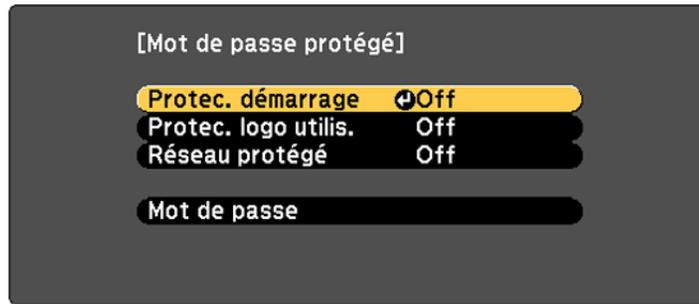 [Mot de passe protégé]
Protec. démarrage Off
Protec. logo utilis. Off
Réseau protégé Off
Mot de passe